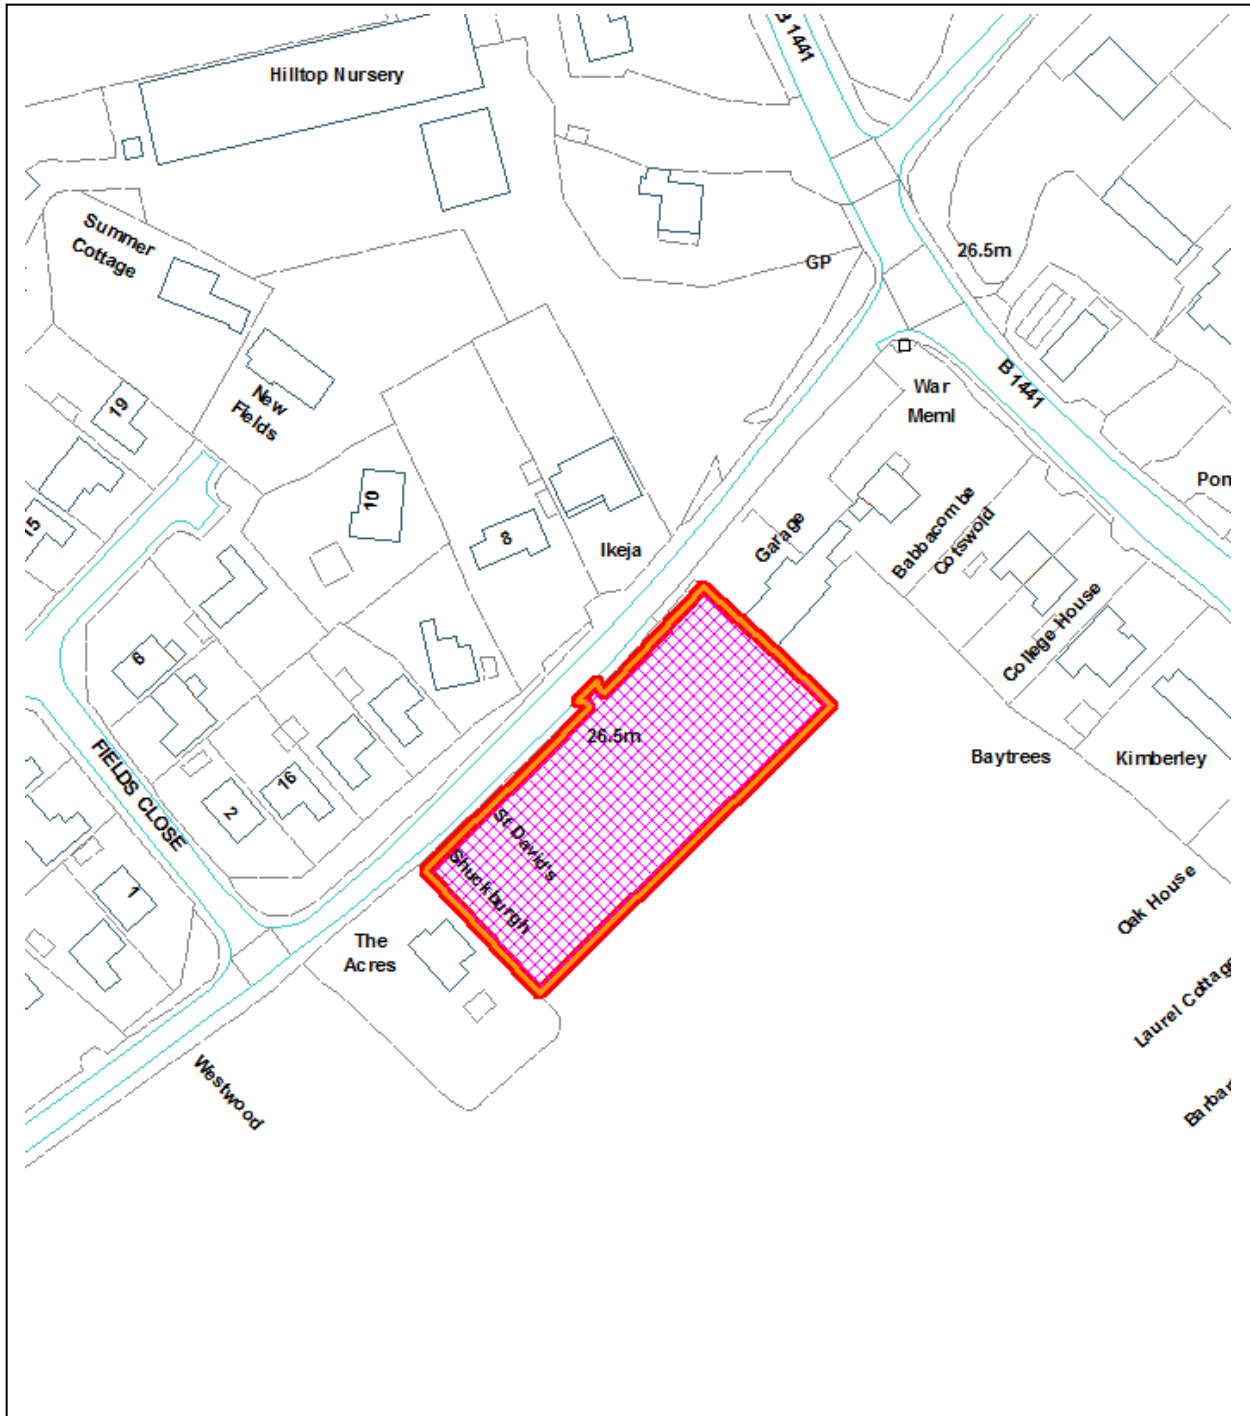 B 1441
Hilltop Nursery
Summer
Cottage
26.5m
GP
B 1441
War
Meml
New
Fields
19
15
10
8
Ikeja
Garage
Babbacombe
Cotswold
College House
6
26.5m
Baytrees
Kimberley
FIELDS CLOSE
16
2
1
St David's
Shuckburgh
The
Acres
Oak House
Laurel Cottage
Westwood